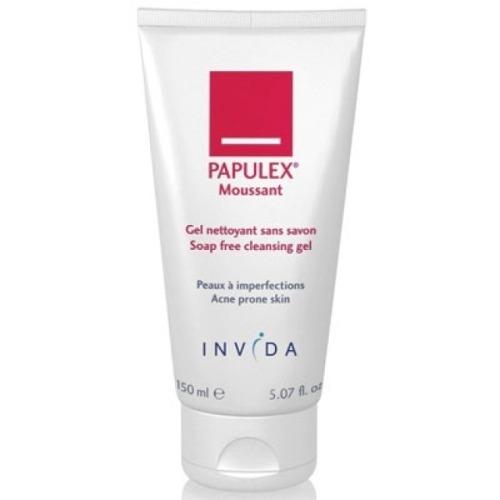 PAPULEX®
Moussant
Gel nettoyant sans savon
Soap free cleansing gel
Peaux à imperfections
Acne prone skin
INVIDA
150 ml ℮ 5.07 fl. oz